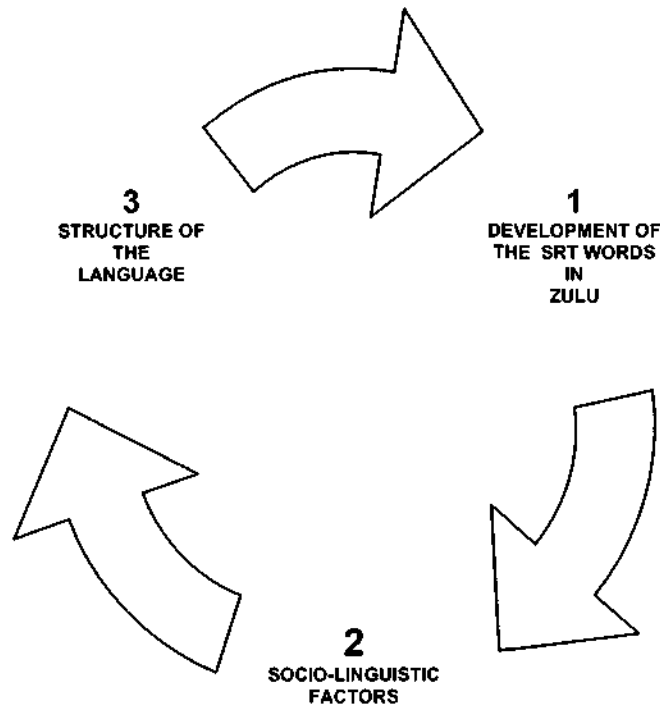 3
STRUCTURE OF
THE
LANGUAGE
1
DEVELOPMENT OF
THE SRT WORDS
IN
ZULU
2
SOCIO-LINGUISTIC
FACTORS